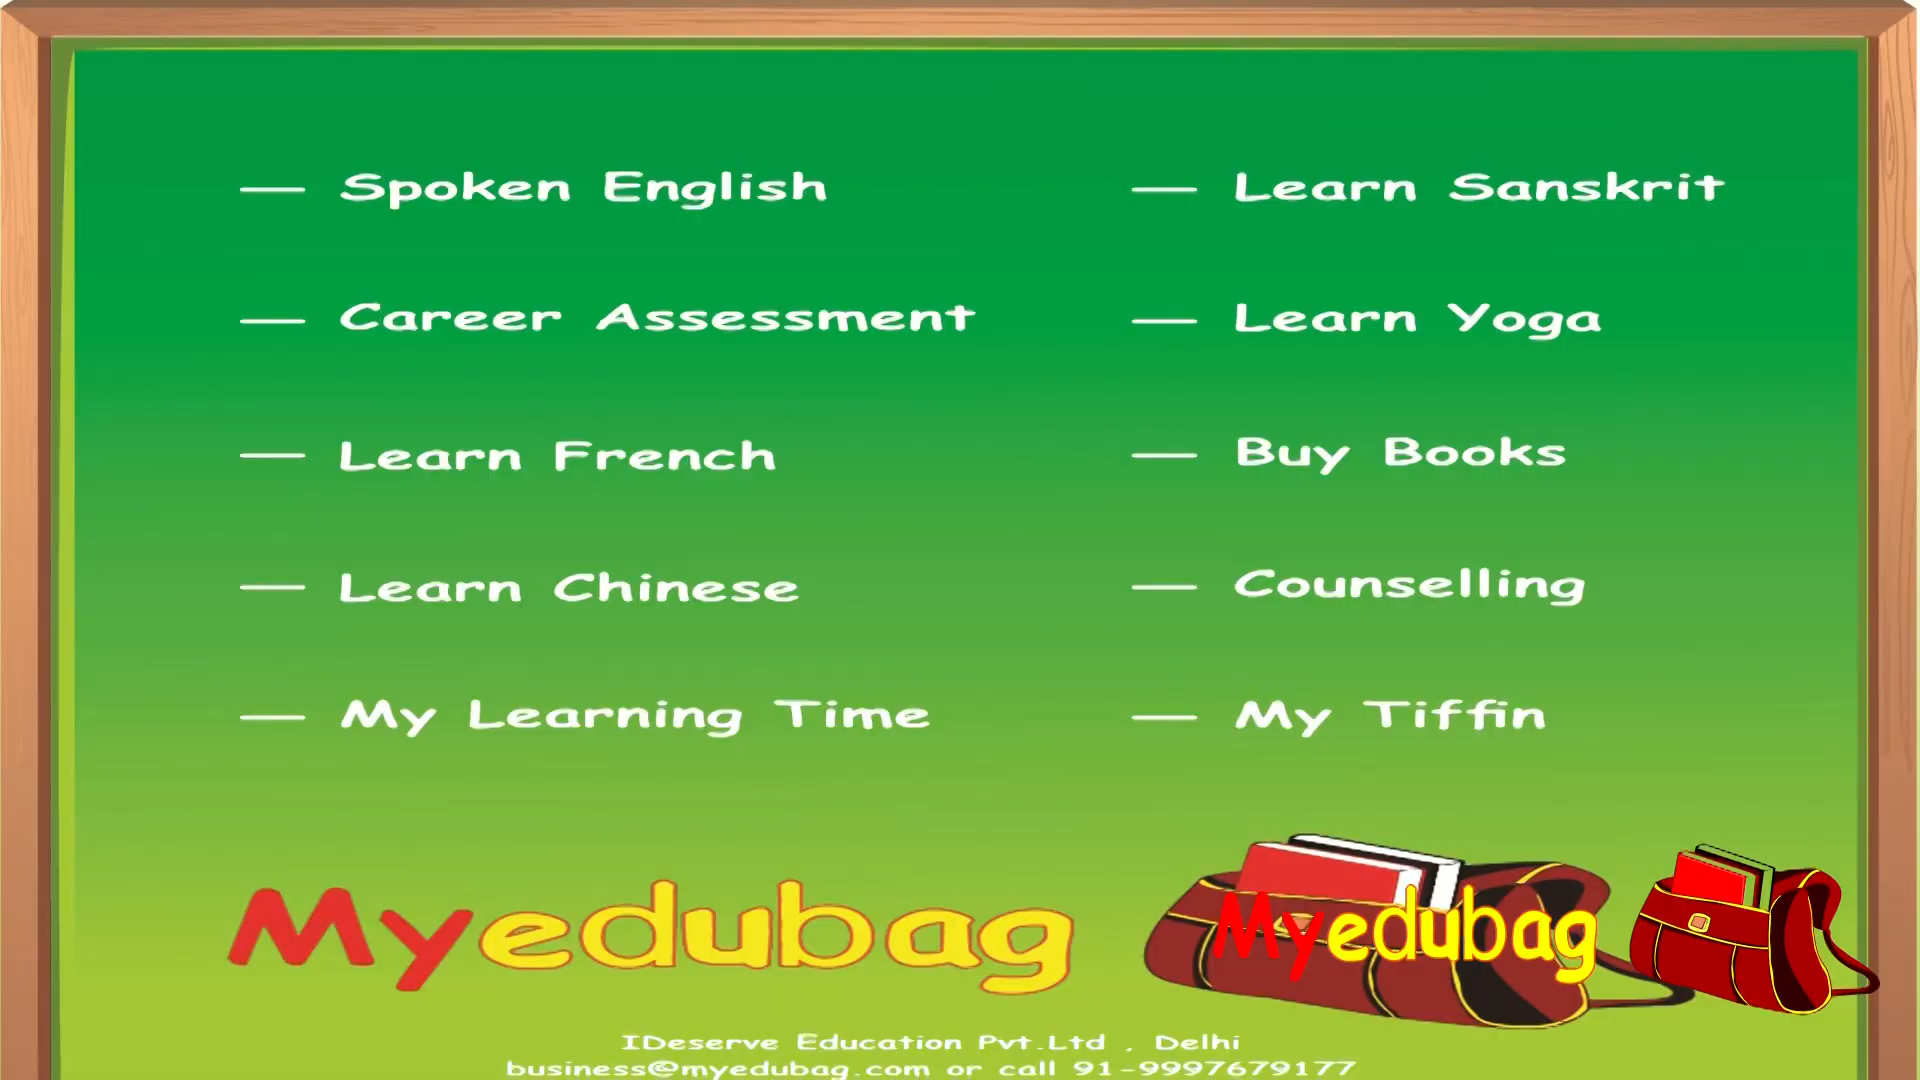 — Spoken English
— Career Assessment
— Learn French
— Learn Chinese
— My Learning Time
— Learn Sanskrit
— Learn Yoga
— Buy Books
— Counselling
— My Tiffin
Myedubag
Myedubag
IDeserve Education Pvt.Ltd , Delhi
business@myedubag.com or call 91-9997679177